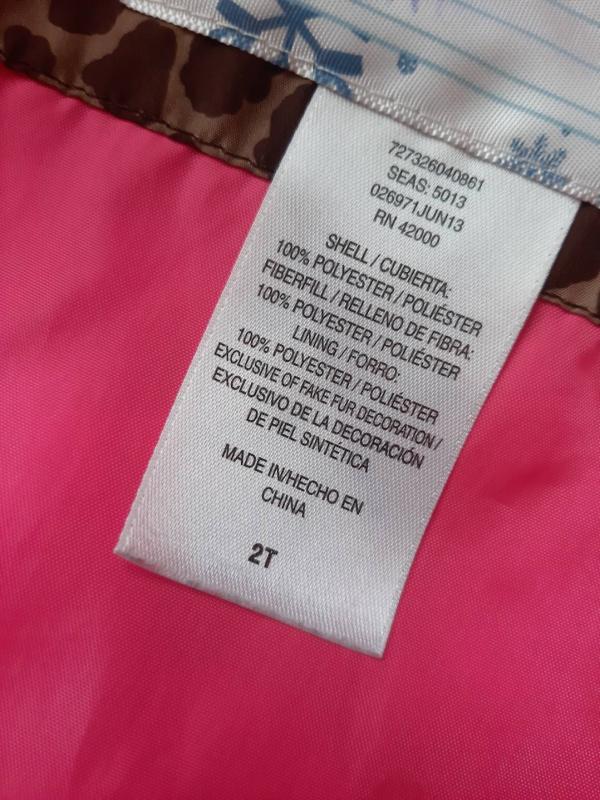 727326040861
SEAS: 5013
026971JUN13
RN 42000
SHELL / CUBIERTA:
100% POLYESTER / POLIÉSTER
FIBERFILL / RELLENO DE FIBRA:
100% POLYESTER / POLIÉSTER
LINING / FORRO:
100% POLYESTER / POLIÉSTER
EXCLUSIVE OF FAKE FUR DECORATION /
EXCLUSIVO DE LA DECORACIÓN
DE PIEL SINTÉTICA
MADE IN/HECHO EN
CHINA
2T